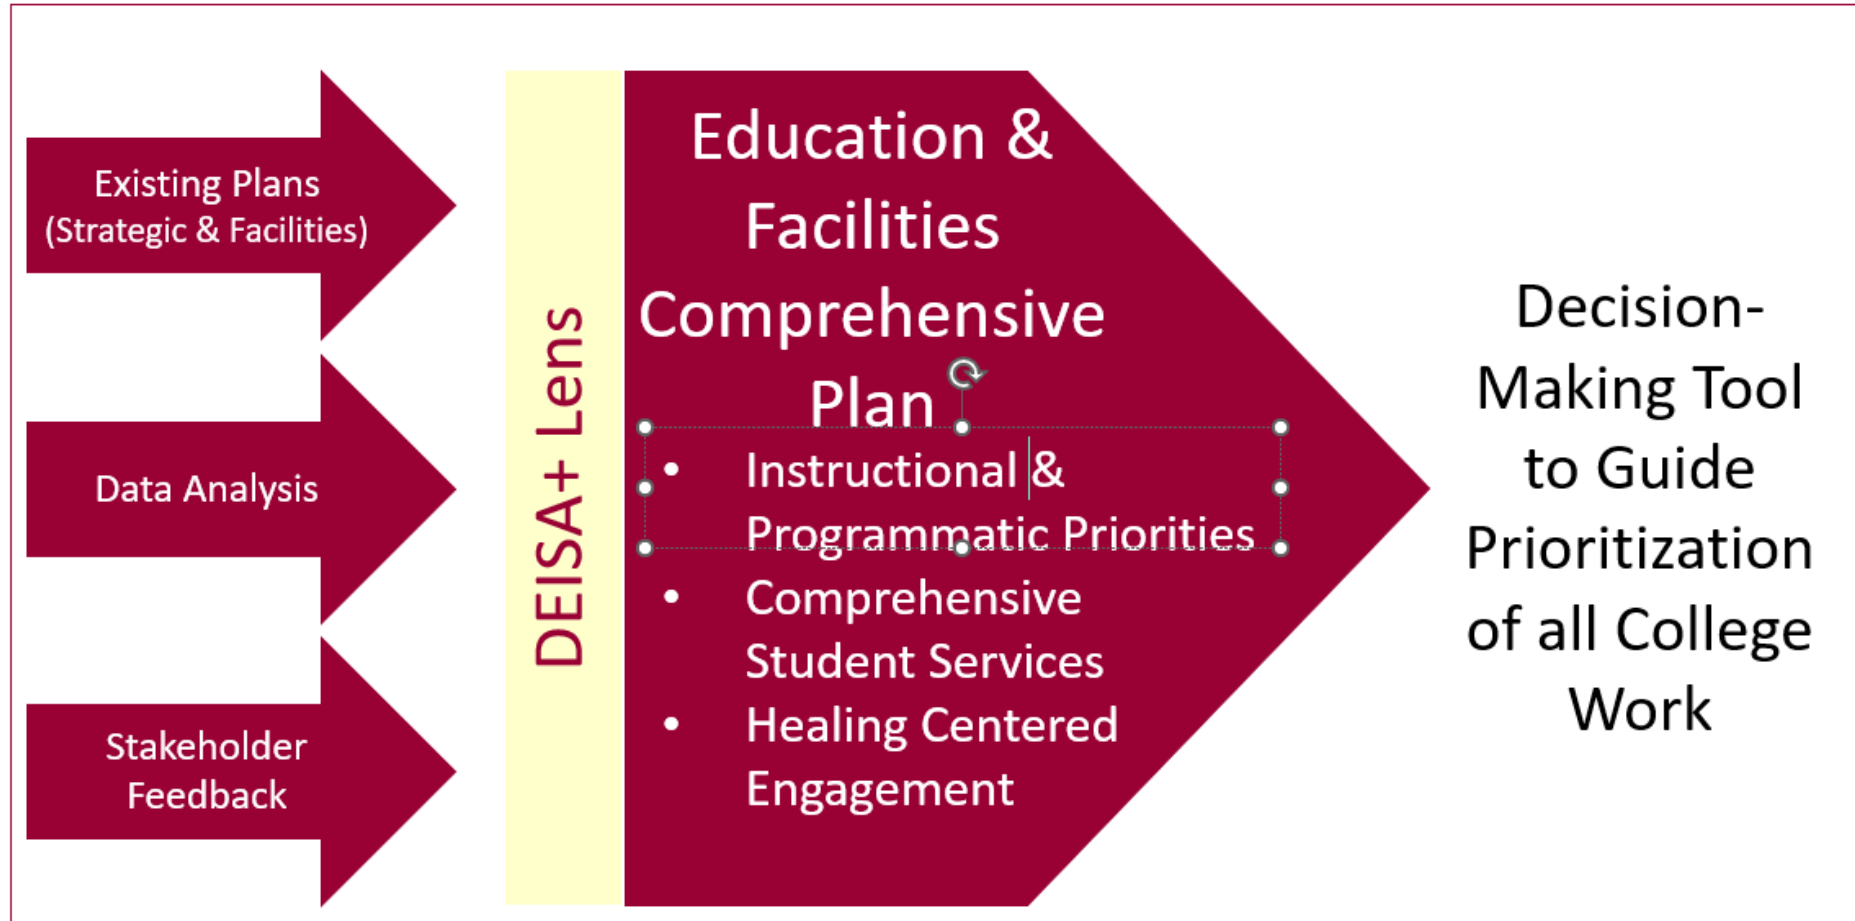 Existing Plans
(Strategic & Facilities)
Data Analysis
Stakeholder
Feedback
DEISA+ Lens
Education &
Facilities
Comprehensive
Plan
• Instructional &
Programmatic Priorities
• Comprehensive
Student Services
• Healing Centered
Engagement
Decision-
Making Tool
to Guide
Prioritization
of all College
Work